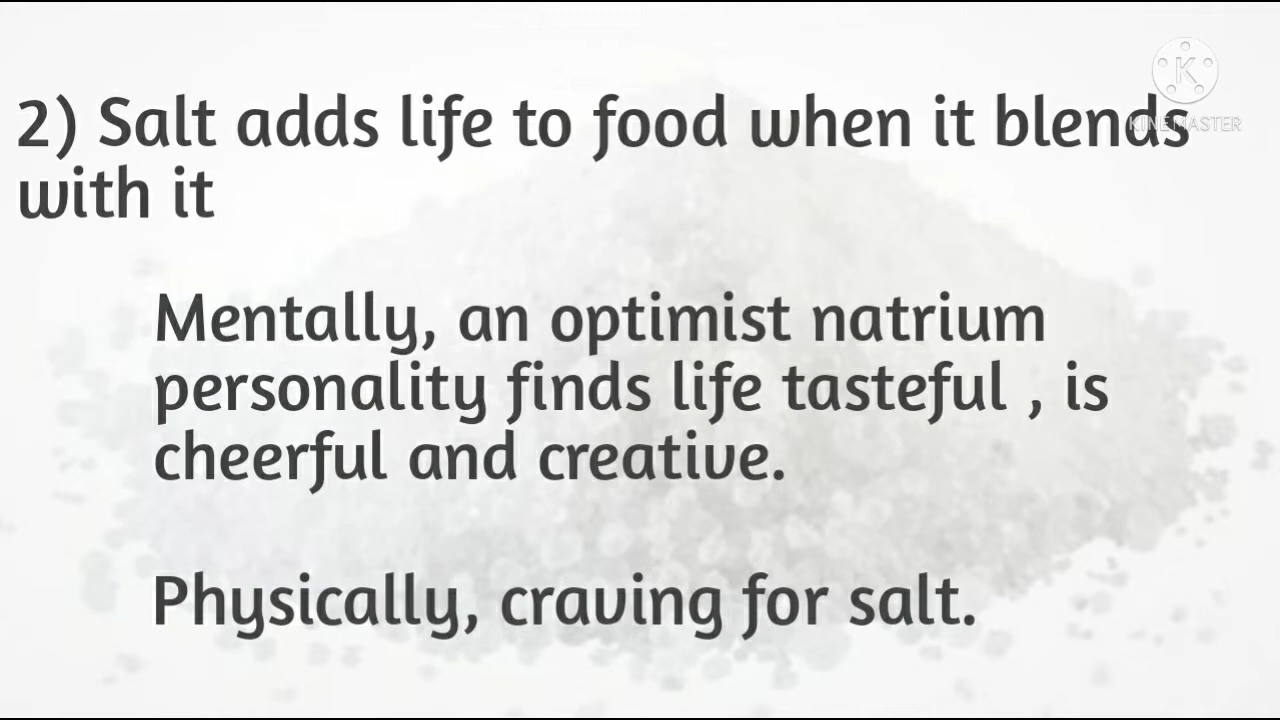 2) Salt adds life to food when it blends
with it
Mentally, an optimist natrium
personality finds life tasteful , is
cheerful and creative.
Physically, craving for salt.
K
KINEMASTER